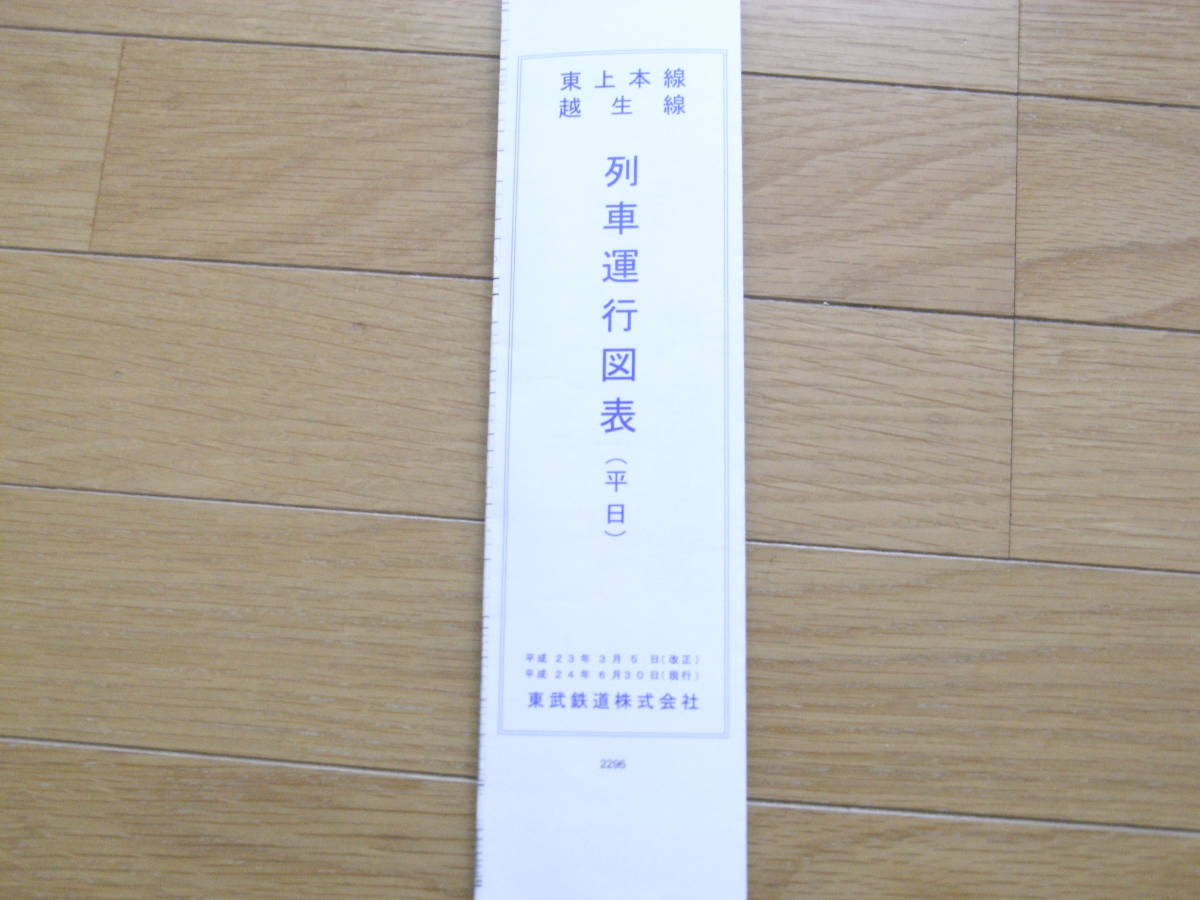 東上本線
越生線
列車運行図表(平日)
平成23年3月5日(改正)
平成24年6月30日(現行)
東武鉄道株式会社
2296